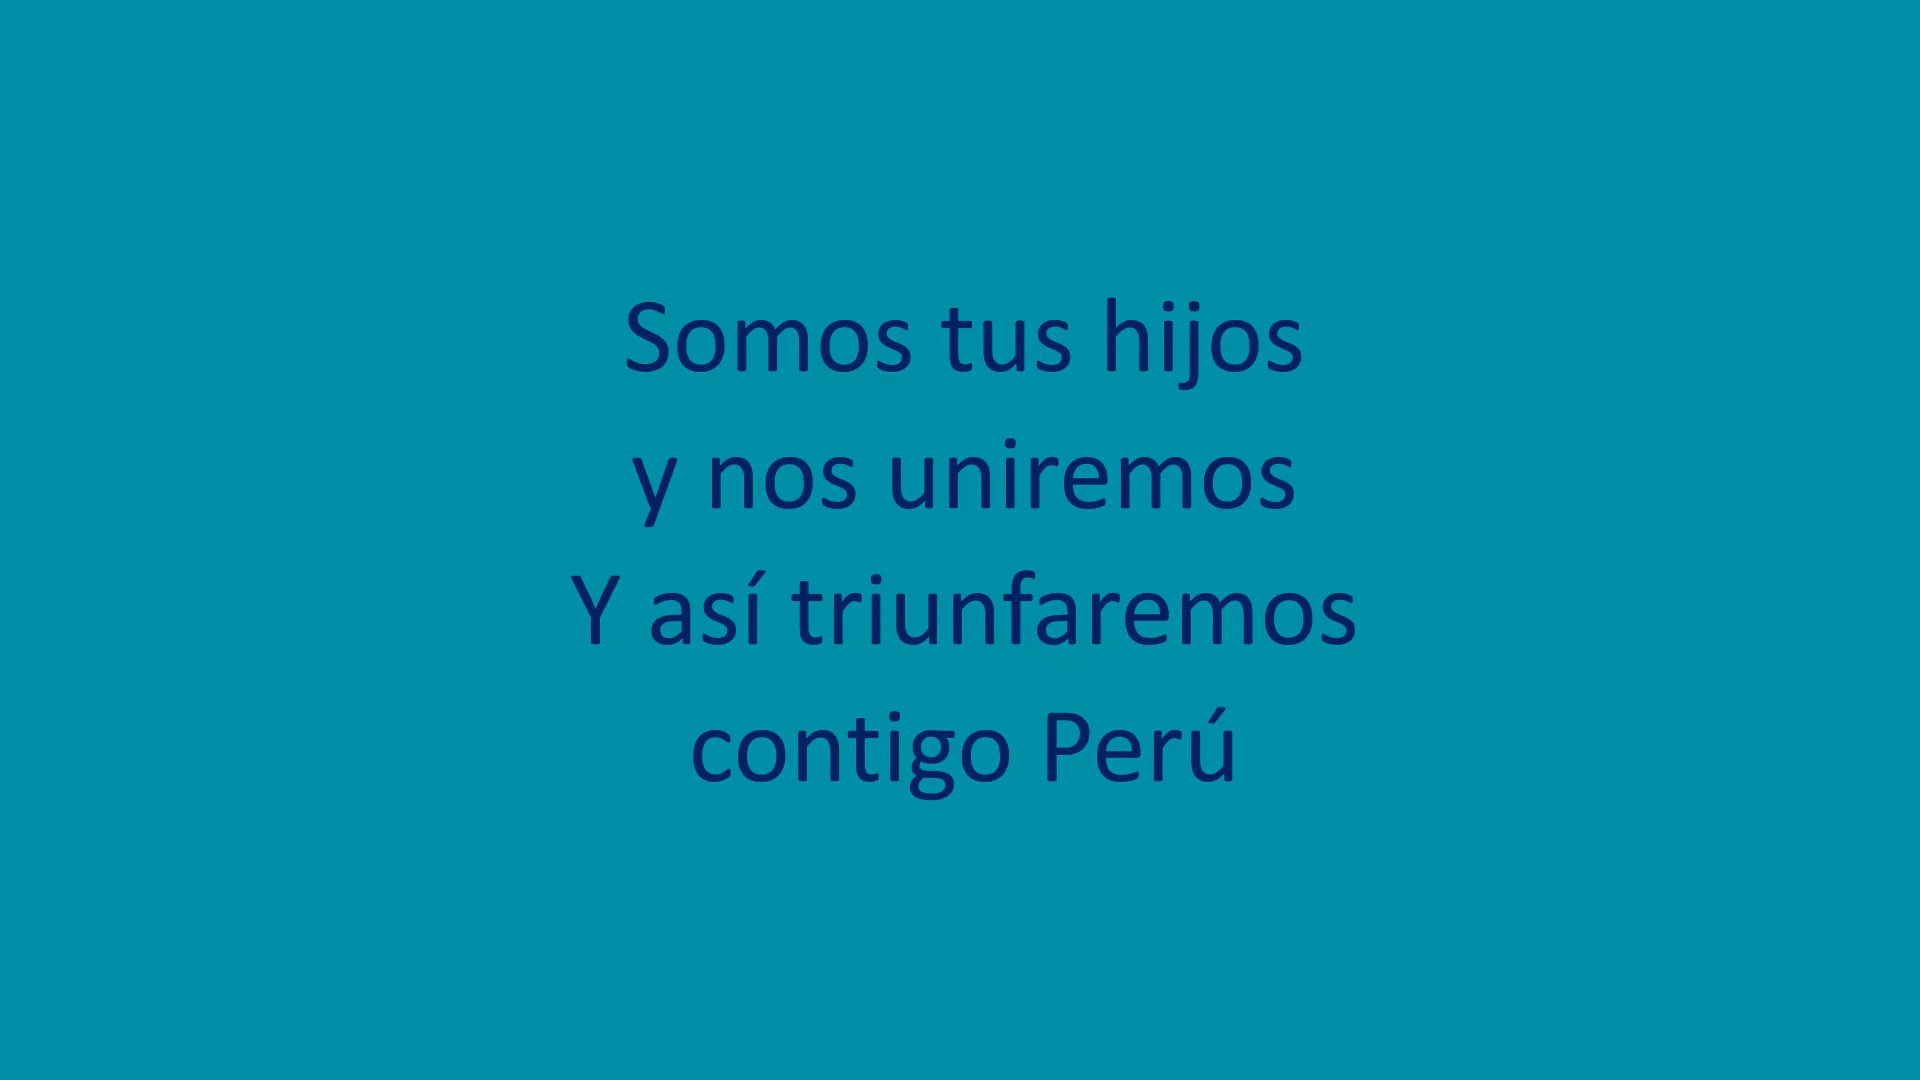 Somos tus hijos
y nos uniremos
Y así triunfaremos
contigo Perú